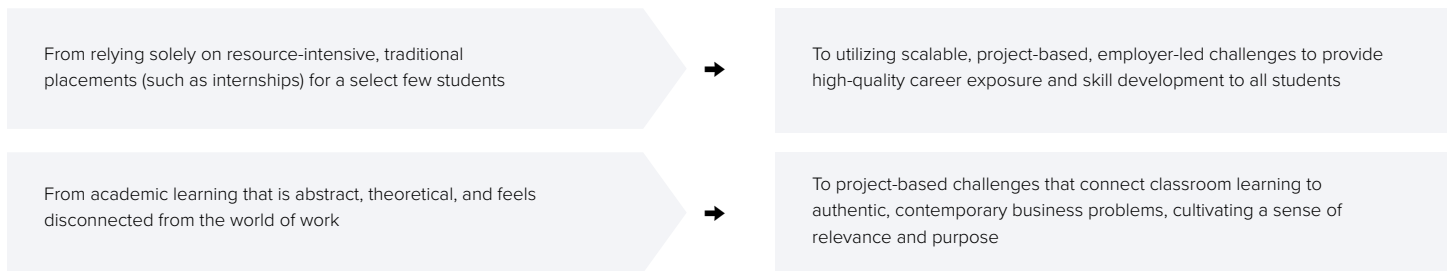 From relying solely on resource-intensive, traditional
placements (such as internships) for a select few students
To utilizing scalable, project-based, employer-led challenges to provide
high-quality career exposure and skill development to all students
From academic learning that is abstract, theoretical, and feels
disconnected from the world of work
To project-based challenges that connect classroom learning to
authentic, contemporary business problems, cultivating a sense of
relevance and purpose